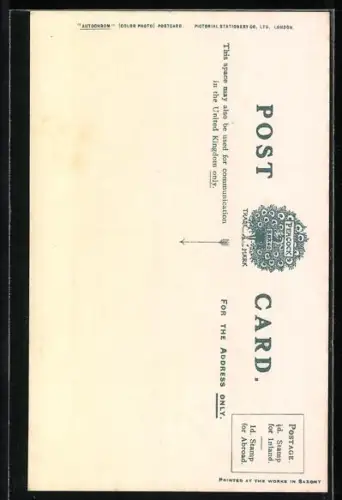 "AUTOCHROM" (COLOR PHOTO) POSTCARD PICTORIAL STATIONERY CO., LTD. LONDON.
POST CARD.
PEACOCK
BRAND
TRADE MARK
This space may also be used for communication
in the United Kingdom only.
FOR THE ADDRESS ONLY.
POSTAGE.
½d. Stamp
for Inland.
1d. Stamp
for Abroad.
PRINTED AT THE WORKS IN SAXONY